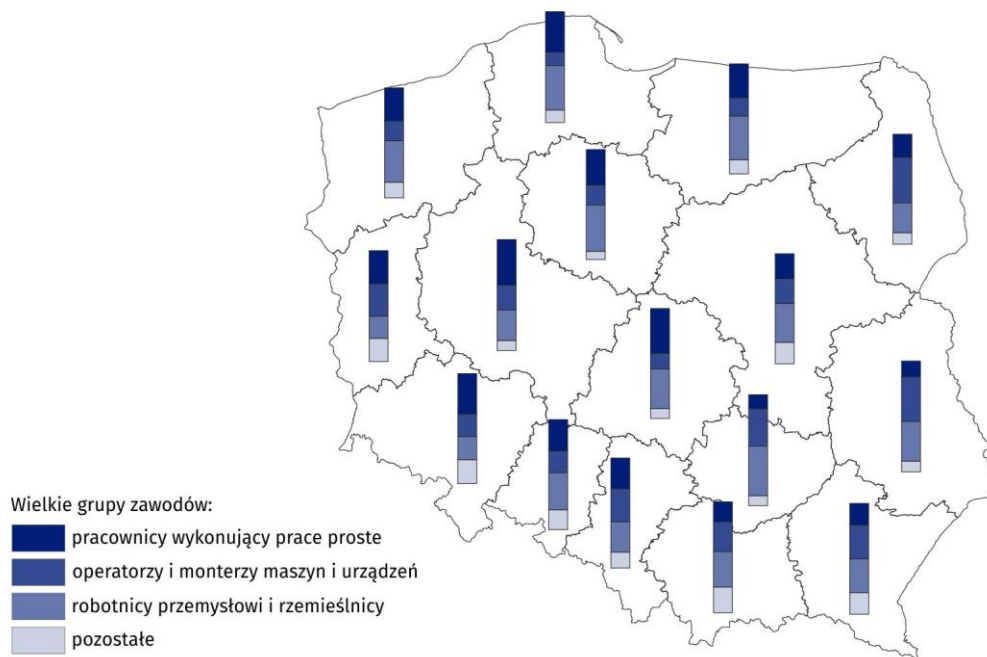 Wielkie grupy zawodów:
pracownicy wykonujący prace proste
operatorzy i monterzy maszyn i urządzeń
robotnicy przemysłowi i rzemieślnicy
pozostałe